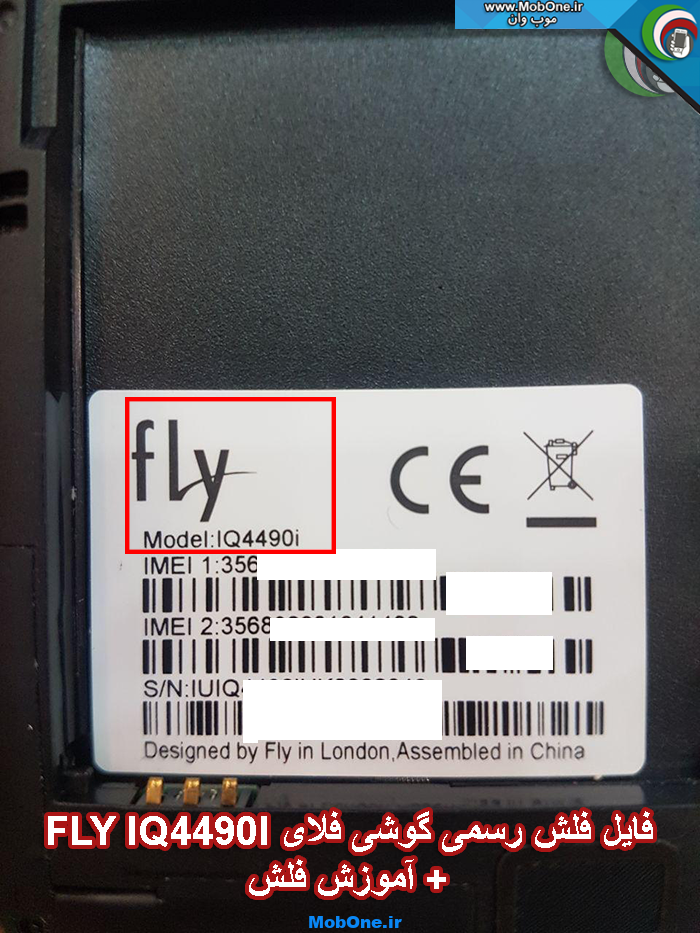 www.MobOne.ir
موب وان
fly
CE
Model:IQ4490i
IMEI 1:356
IMEI 2:3568
S/N:IUIQ
Designed by Fly in London,Assembled in China
فایل فلش رسمی گوشی فلای FLY IQ4490I
+ آموزش فلش
MobOne.ir